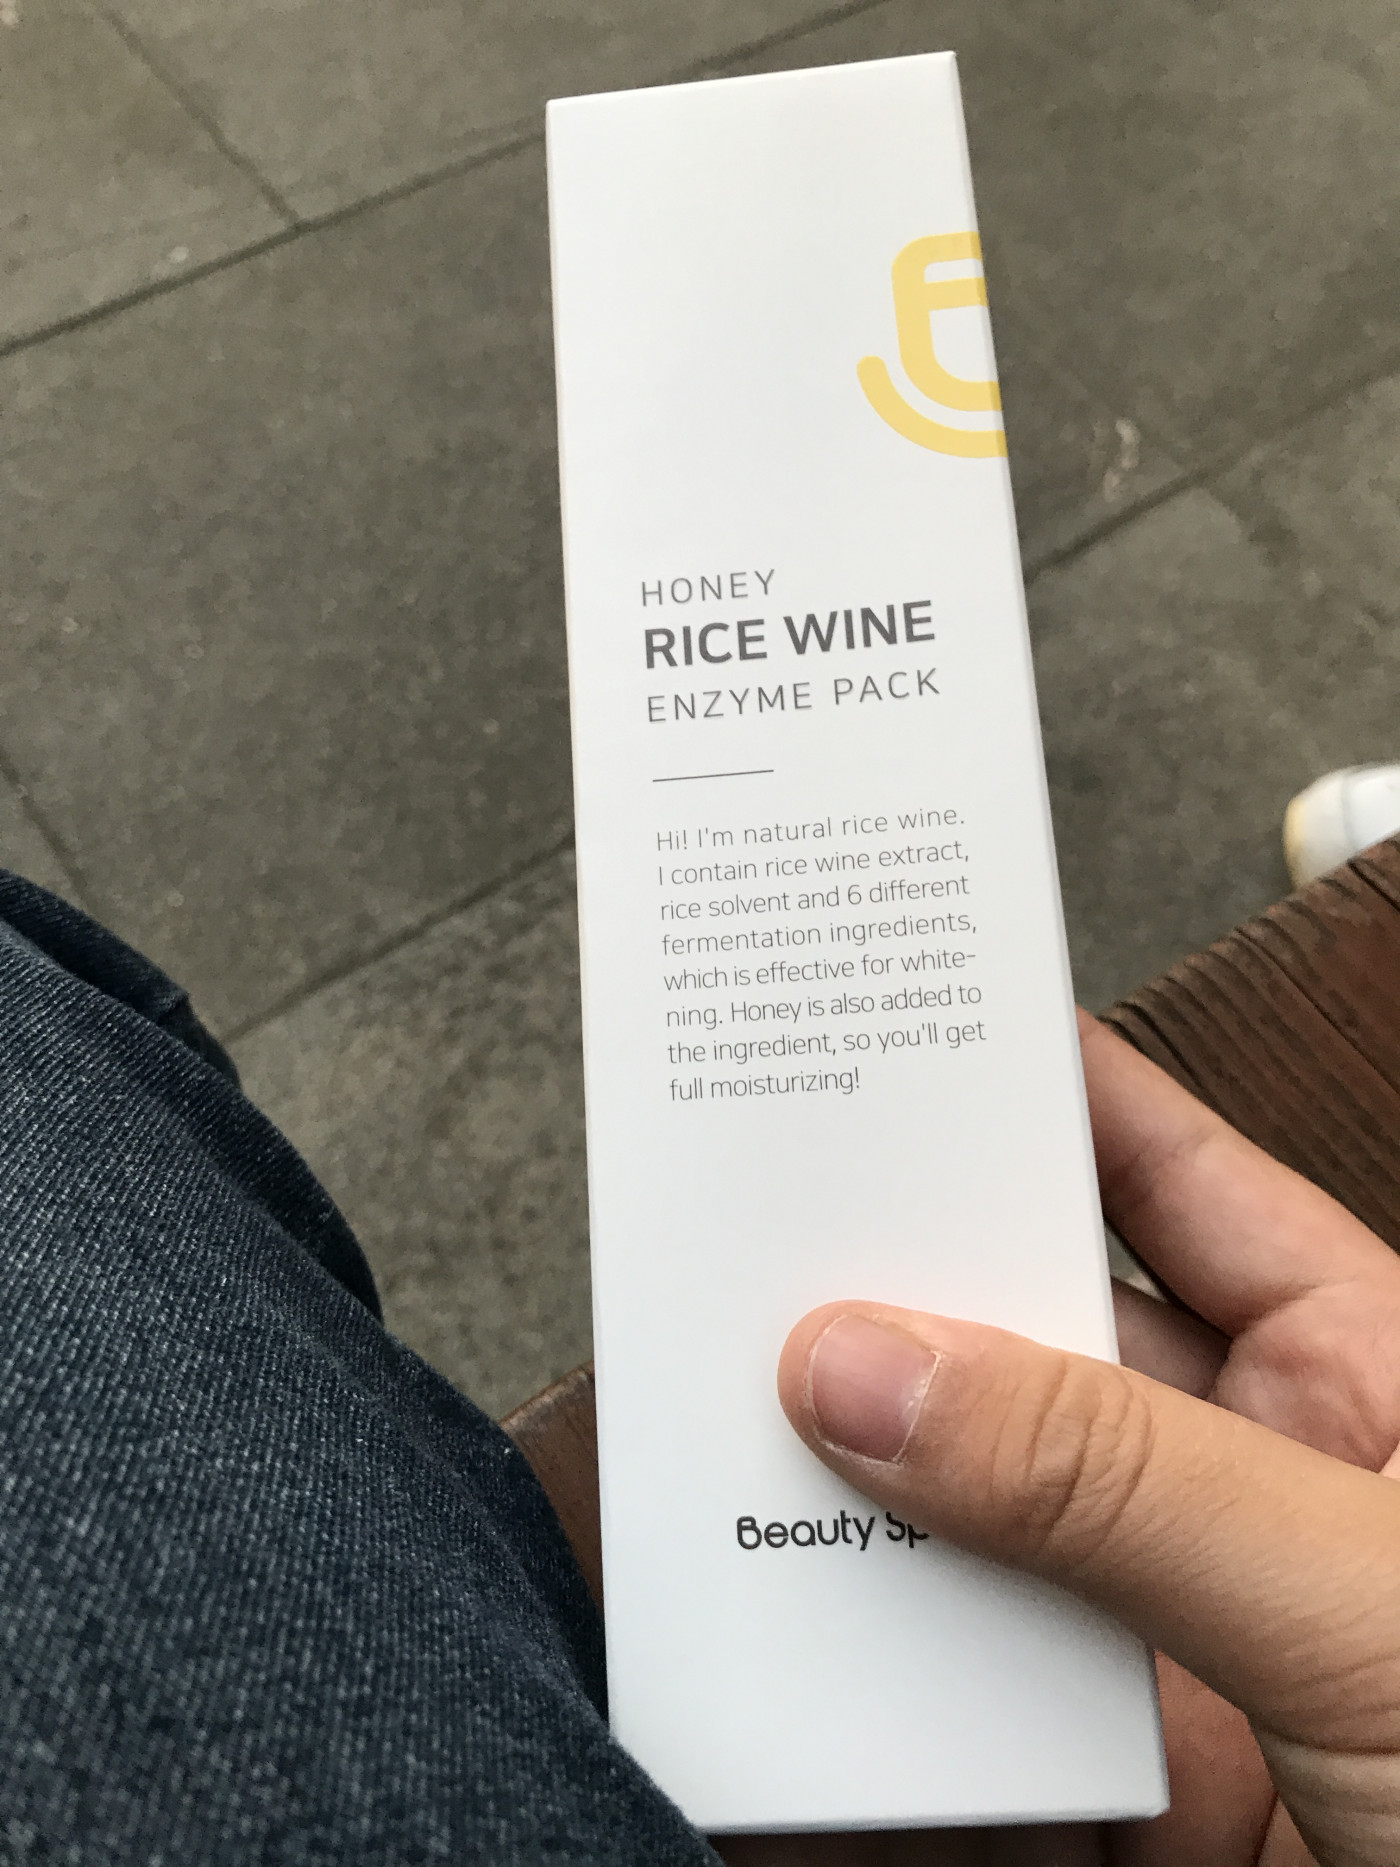 HONEY
RICE WINE
ENZYME PACK
Hi! I'm natural rice wine.
I contain rice wine extract,
rice solvent and 6 different
fermentation ingredients,
which is effective for white-
ning. Honey is also added to
the ingredient, so you'll get
full moisturizing!
Beauty